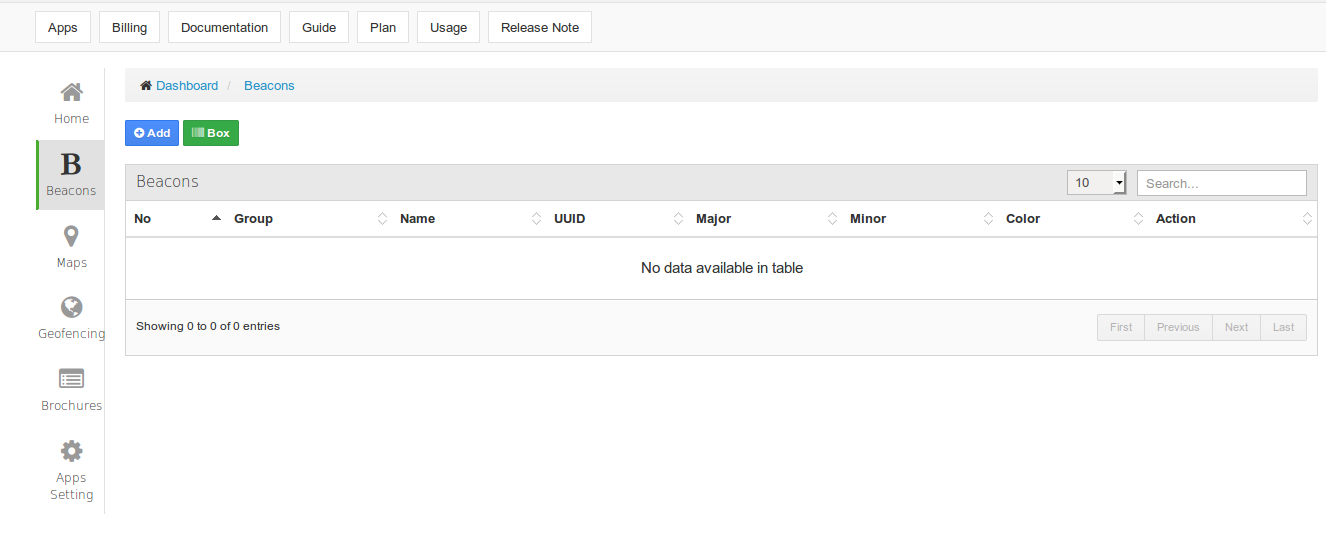 Apps Billing Documentation Guide Plan Usage Release Note
Home
B
Beacons
Maps
Geofencing
Brochures
Apps
Setting
Dashboard / Beacons
Add Box
Beacons 10 Search...
No Group Name UUID Major Minor Color Action
No data available in table
Showing 0 to 0 of 0 entries First Previous Next Last